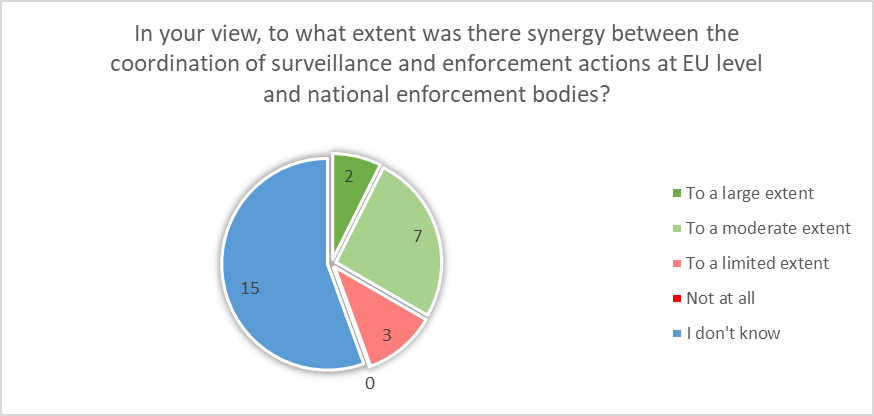 In your view, to what extent was there synergy between the
coordination of surveillance and enforcement actions at EU level
and national enforcement bodies?
2
7
15
3
0
To a large extent
To a moderate extent
To a limited extent
Not at all
I don't know